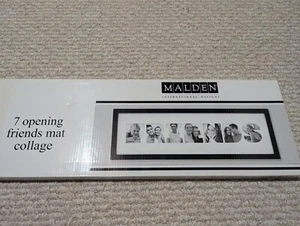 MALDEN
international designs
7 opening
friends mat
collage
FRIENDS